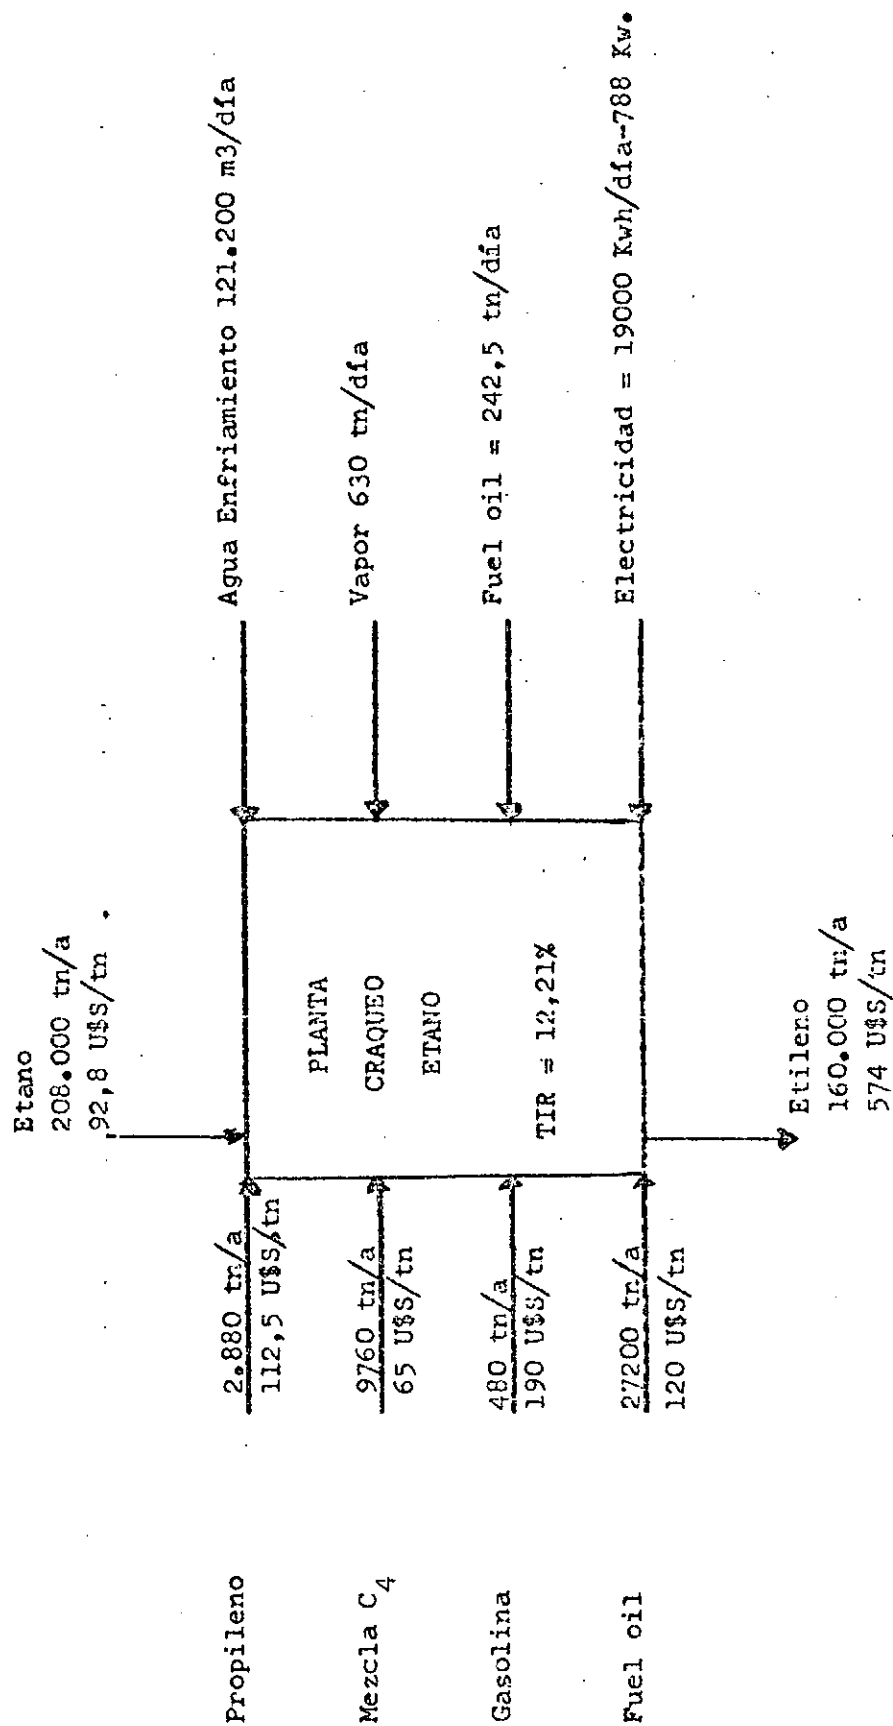 Etano
208.000 tn/a
92,8 U$S/tn
Propileno
2.880 tn/a
112,5 U$S/tn
Mezcla C4
9760 tn/a
65 U$S/tn
Gasolina
480 tn/a
190 U$S/tn
Fuel oil
27200 tn/a
120 U$S/tn
PLANTA
CRAQUEO
ETANO
TIR = 12,21%
Agua Enfriamiento 121.200 m3/día
Vapor 630 tn/día
Fuel oil = 242,5 tn/día
Electricidad = 19000 Kwh/día-788 Kw.
Etileno
160.000 tn/a
574 U$S/tn